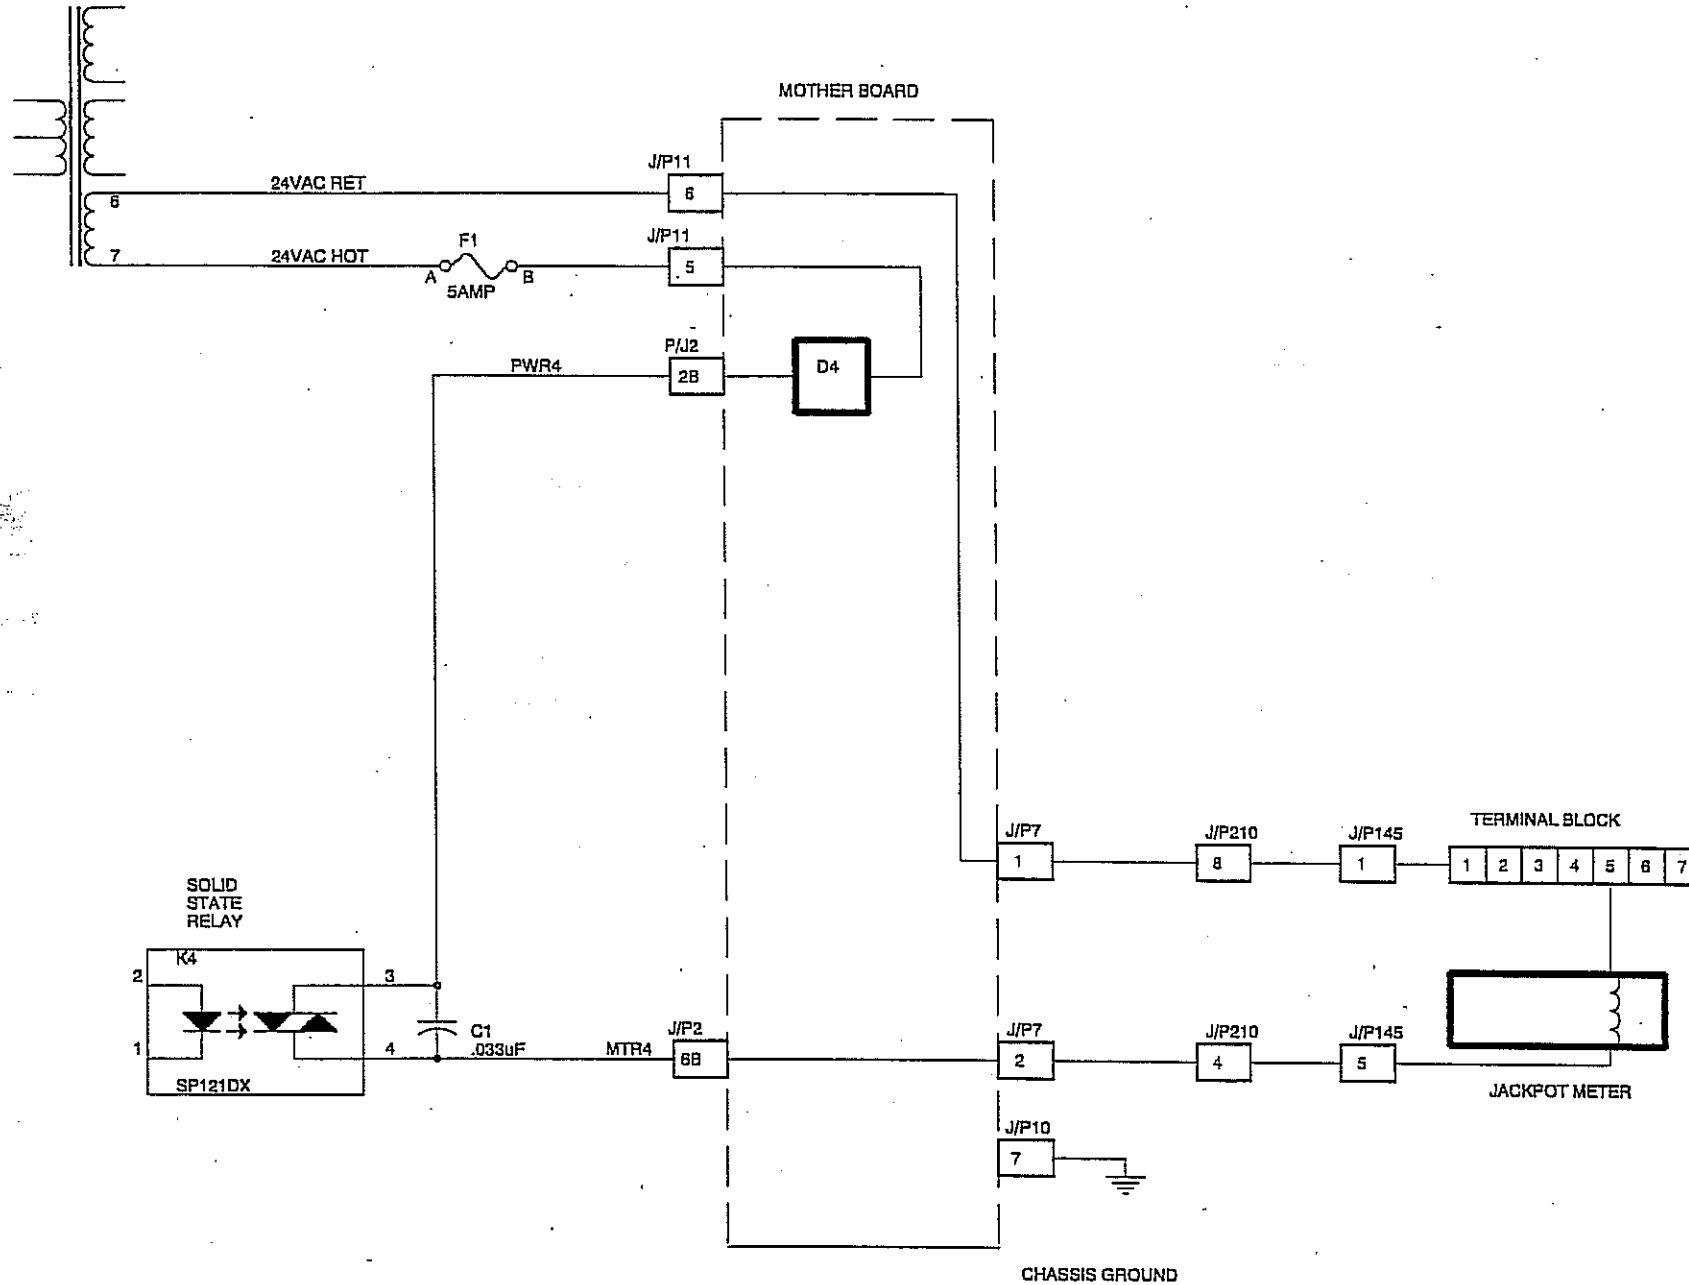 MOTHER BOARD
J/P11
24VAC RET
6
6
J/P11
F1
7
24VAC HOT
5
A
B
5AMP
P/J2
PWR4
2B
D4
TERMINAL BLOCK
J/P7
J/P210
J/P145
1
8
1
1 2 3 4 5 6 7
SOLID
STATE
RELAY
K4
2
3
J/P2
J/P7
J/P210
J/P145
C1
1
4
.033uF
MTR4
6B
2
4
5
SP121DX
JACKPOT METER
J/P10
7
CHASSIS GROUND